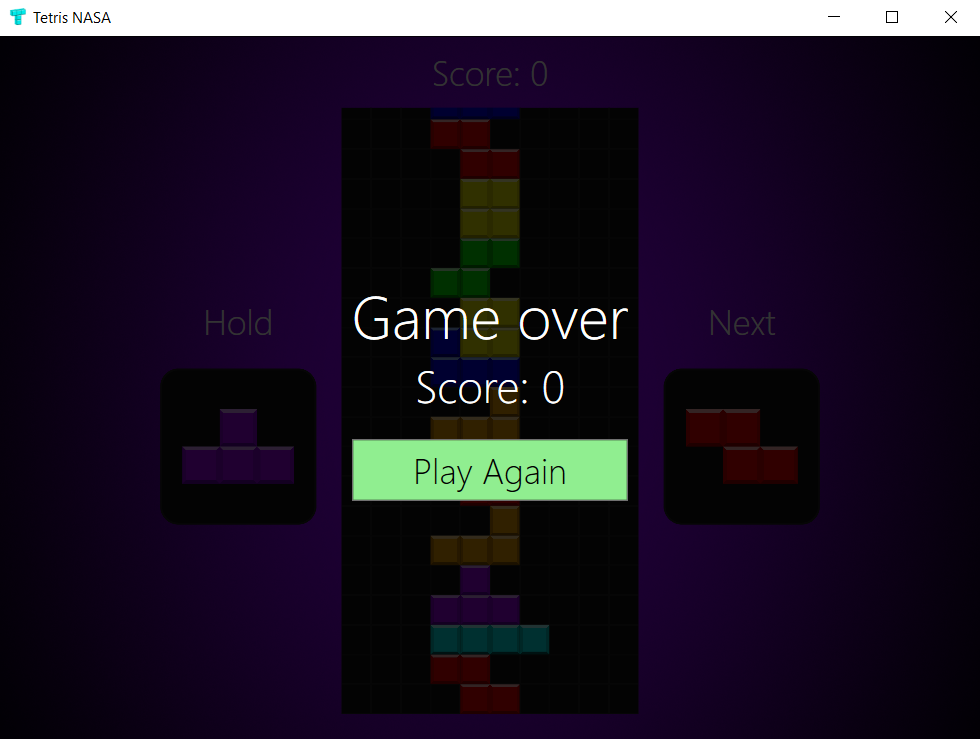 Tetris NASA
Score: 0
Hold
Next
Game over
Score: 0
Play Again